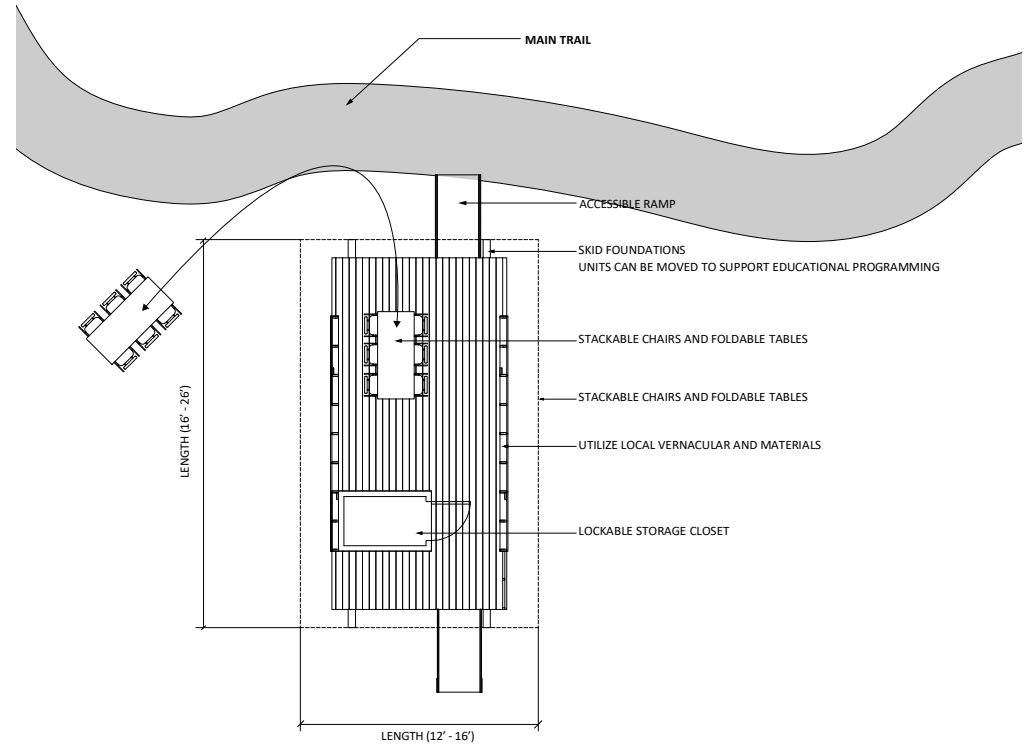 MAIN TRAIL
ACCESSIBLE RAMP
SKID FOUNDATIONS
UNITS CAN BE MOVED TO SUPPORT EDUCATIONAL PROGRAMMING
STACKABLE CHAIRS AND FOLDABLE TABLES
STACKABLE CHAIRS AND FOLDABLE TABLES
UTILIZE LOCAL VERNACULAR AND MATERIALS
LOCKABLE STORAGE CLOSET
LENGTH (16’ - 26’)
LENGTH (12’ - 16’)